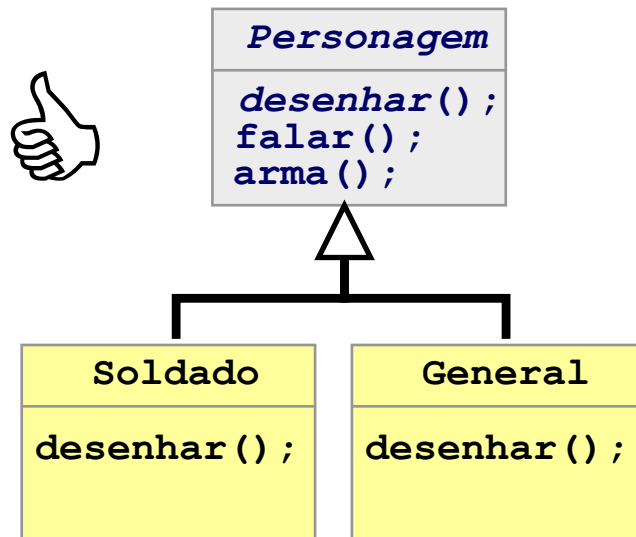 Personagem
desenhar();
falar();
arma();
Soldado
desenhar();
General
desenhar();